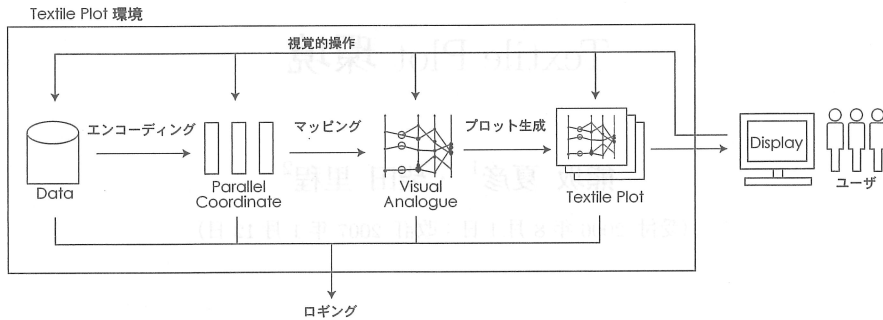 Textile Plot 環境
視覚的操作
エンコーディング
マッピング
プロット生成
Data
Parallel
Coordinate
Visual
Analogue
Textile Plot
Display
ユーザ
ロギング